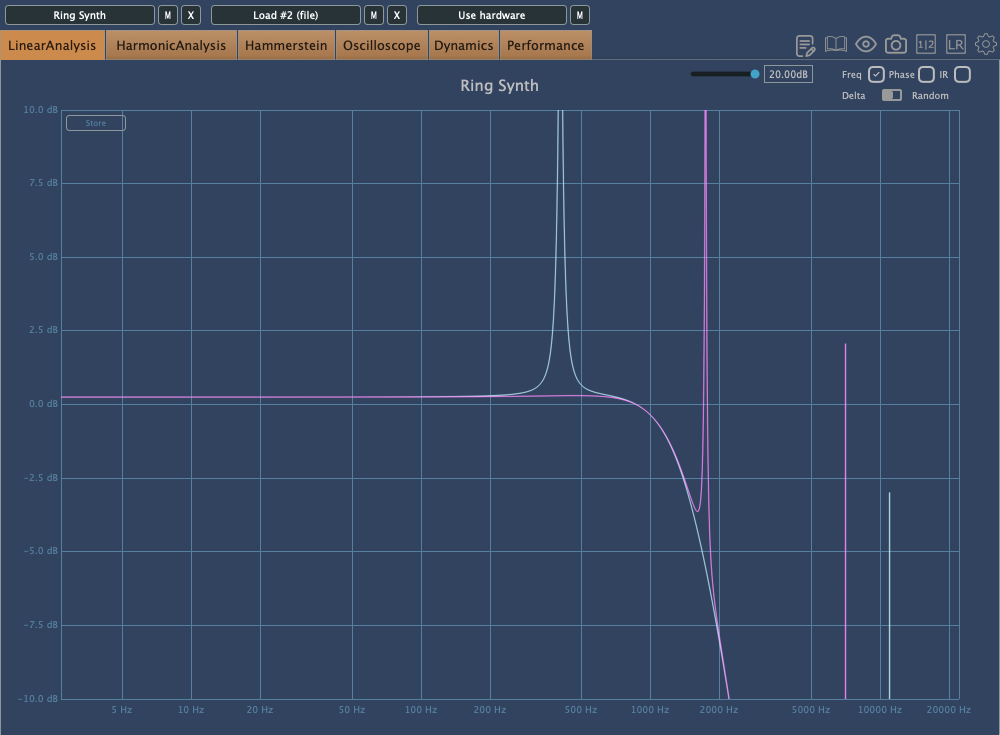 Ring Synth M X Load #2 (file) M X Use hardware M
LinearAnalysis HarmonicAnalysis Hammerstein Oscilloscope Dynamics Performance 1|2 LR
Ring Synth 20.00dB Freq Phase IR
Delta Random
Store
10.0 dB
7.5 dB
5.0 dB
2.5 dB
0.0 dB
-2.5 dB
-5.0 dB
-7.5 dB
-10.0 dB
5 Hz 10 Hz 20 Hz 50 Hz 100 Hz 200 Hz 500 Hz 1000 Hz 2000 Hz 5000 Hz 10000 Hz 20000 Hz